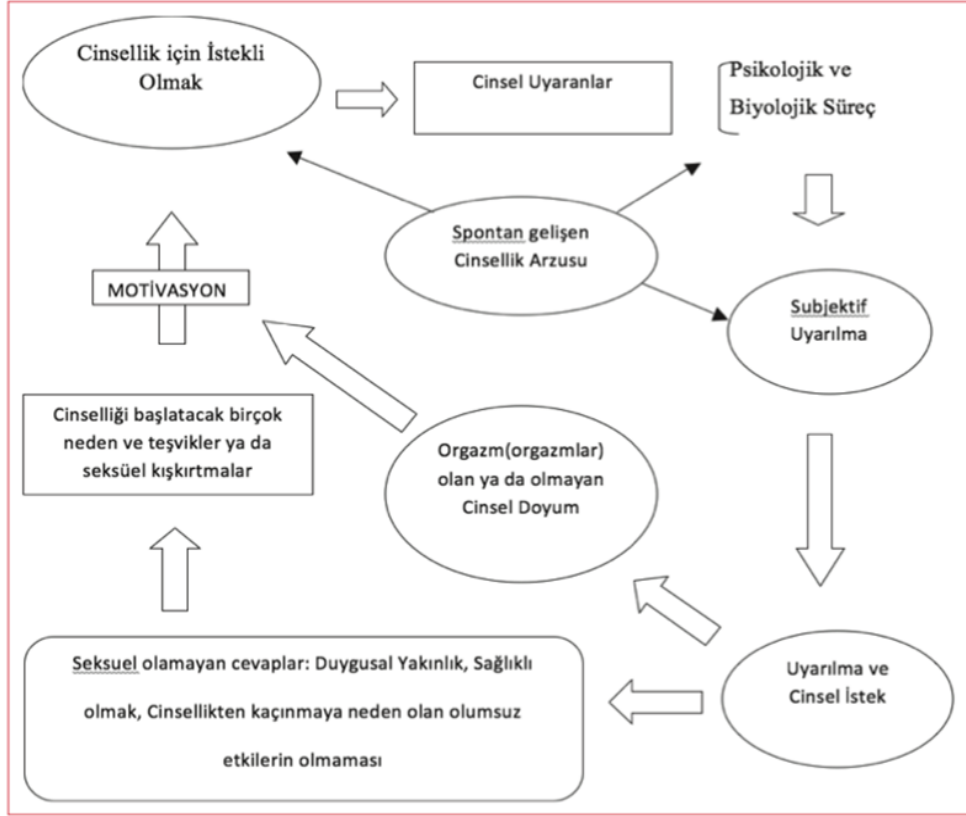 Cinsellik için İstekli
Olmak
Cinsel Uyaranlar
Psikolojik ve
Biyolojik Süreç
Spontan gelişen
Cinsellik Arzusu
MOTİVASYON
Subjektif
Uyarılma
Cinselliği başlatacak birçok
neden ve teşvikler ya da
seksüel kışkırtmalar
Orgazm(orgazmlar)
olan ya da olmayan
Cinsel Doyum
Seksuel olamayan cevaplar: Duygusal Yakınlık, Sağlıklı
olmak, Cinsellikten kaçınmaya neden olan olumsuz
etkilerin olmaması
Uyarılma ve
Cinsel İstek